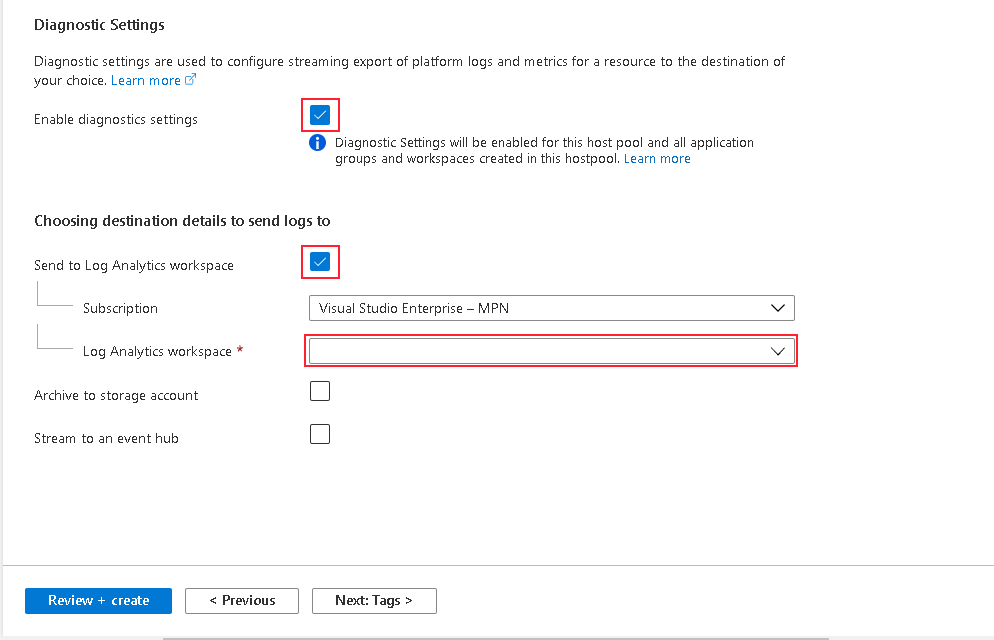 Diagnostic Settings
Diagnostic settings are used to configure streaming export of platform logs and metrics for a resource to the destination of
your choice. Learn more
Enable diagnostics settings
Diagnostic Settings will be enabled for this host pool and all application
groups and workspaces created in this hostpool. Learn more
Choosing destination details to send logs to
Send to Log Analytics workspace
Subscription
Visual Studio Enterprise – MPN
Log Analytics workspace *
Archive to storage account
Stream to an event hub
Review + create
< Previous
Next: Tags >